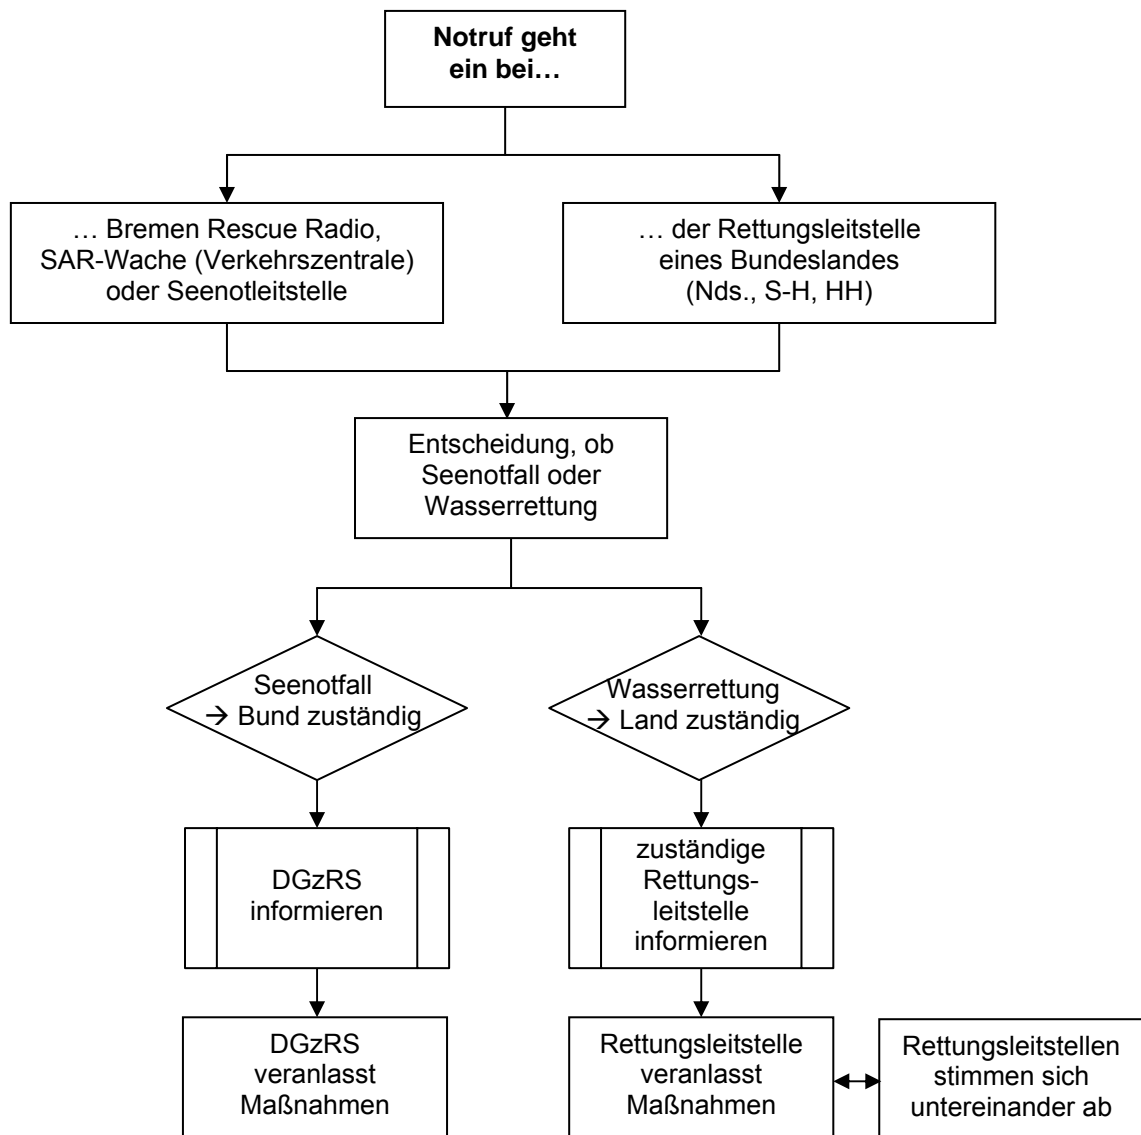 Notruf geht
ein bei…
… Bremen Rescue Radio,
SAR-Wache (Verkehrszentrale)
oder Seenotleitstelle
… der Rettungsleitstelle
eines Bundeslandes
(Nds., S-H, HH)
Entscheidung, ob
Seenotfall oder
Wasserrettung
Seenotfall
→ Bund zuständig
Wasserrettung
→ Land zuständig
DGzRS
informieren
zuständige
Rettungs-
leitstelle
informieren
DGzRS
veranlasst
Maßnahmen
Rettungsleitstelle
veranlasst
Maßnahmen
Rettungsleitstellen
stimmen sich
untereinander ab